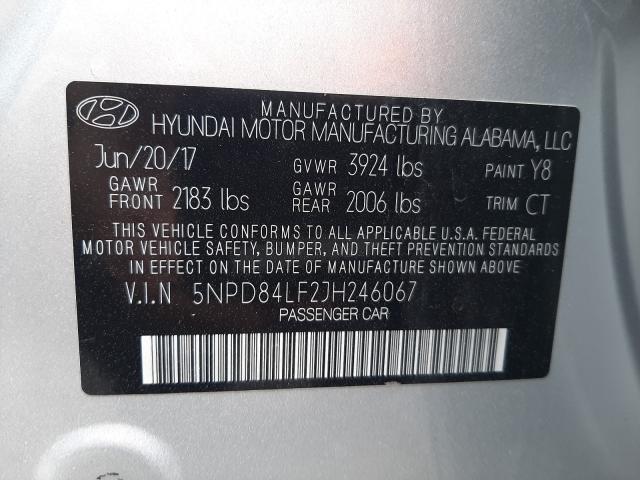 MANUFACTURED BY
HYUNDAI MOTOR MANUFACTURING ALABAMA, LLC
Jun/20/17 GVWR 3924 lbs PAINT Y8
GAWR FRONT 2183 lbs GAWR REAR 2006 lbs TRIM CT
THIS VEHICLE CONFORMS TO ALL APPLICABLE U.S.A. FEDERAL
MOTOR VEHICLE SAFETY, BUMPER, AND THEFT PREVENTION STANDARDS
IN EFFECT ON THE DATE OF MANUFACTURE SHOWN ABOVE.
V.I.N 5NPD84LF2JH246067
PASSENGER CAR